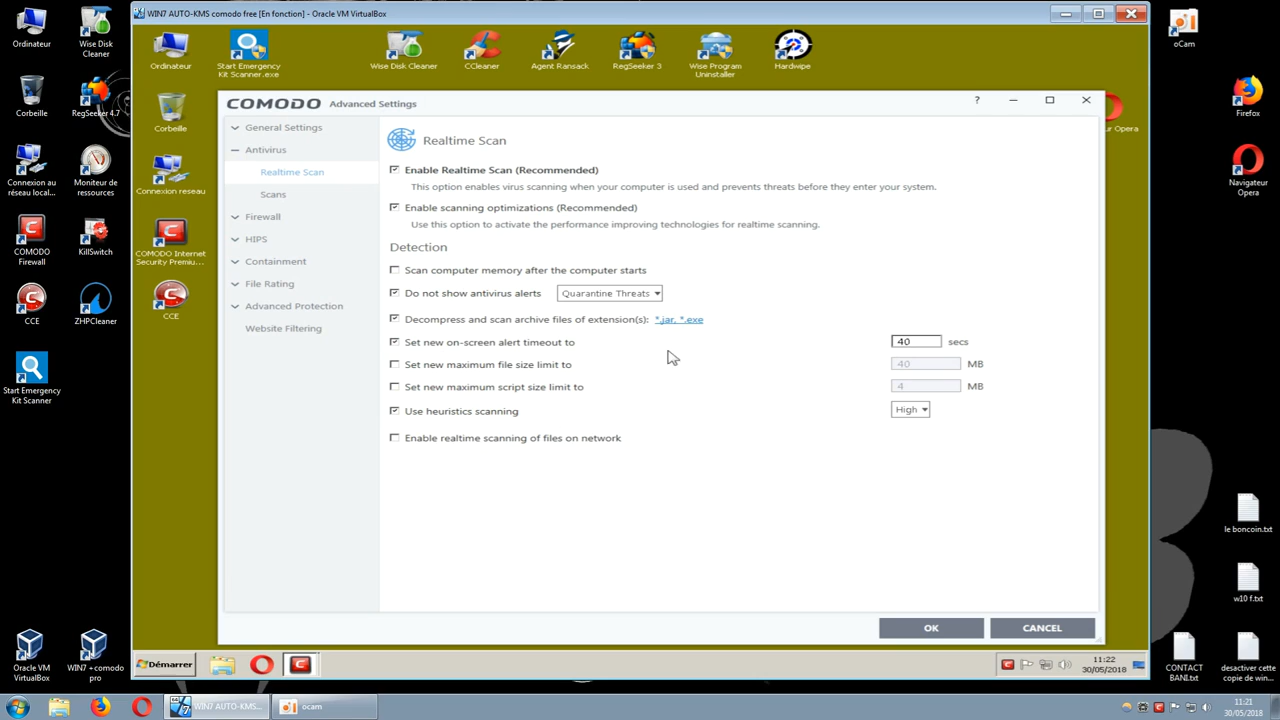 WIN7 AUTO-KMS comodo free [En fonction] - Oracle VM VirtualBox
Ordinateur
Wise Disk Cleaner
Corbeille
RegSeeker 4.7
Connexion au réseau local...
Moniteur de ressources
COMODO Firewall
KillSwitch
CCE
ZHPCleaner
Start Emergency Kit Scanner
Oracle VM VirtualBox
WIN7 +comodo pro
Ordinateur
Start Emergency Kit Scanner.exe
Wise Disk Cleaner
CCleaner
Agent Ransack
RegSeeker 3
Wise Program Uninstaller
Hardwipe
Corbeille
Connexion reseau
COMODO Internet Security Premiu...
CCE
ur Opera
COMODO Advanced Settings
?
General Settings
Antivirus
Realtime Scan
Scans
Firewall
HIPS
Containment
File Rating
Advanced Protection
Website Filtering
Realtime Scan
Enable Realtime Scan (Recommended)
This option enables virus scanning when your computer is used and prevents threats before they enter your system.
Enable scanning optimizations (Recommended)
Use this option to activate the performance improving technologies for realtime scanning.
Detection
Scan computer memory after the computer starts
Do not show antivirus alerts Quarantine Threats
Decompress and scan archive files of extension(s): *.jar, *.exe
Set new on-screen alert timeout to 40 secs
Set new maximum file size limit to 40 MB
Set new maximum script size limit to 4 MB
Use heuristics scanning High
Enable realtime scanning of files on network
OK CANCEL
Démarrer
11:22
30/05/2018
oCam
Firefox
Navigateur Opera
le boncoin.txt
w10 f.txt
CONTACT BANI.txt
desactiver cette copie de win...
WIN7 AUTO-KMS...
ocam
11:21
30/05/2018